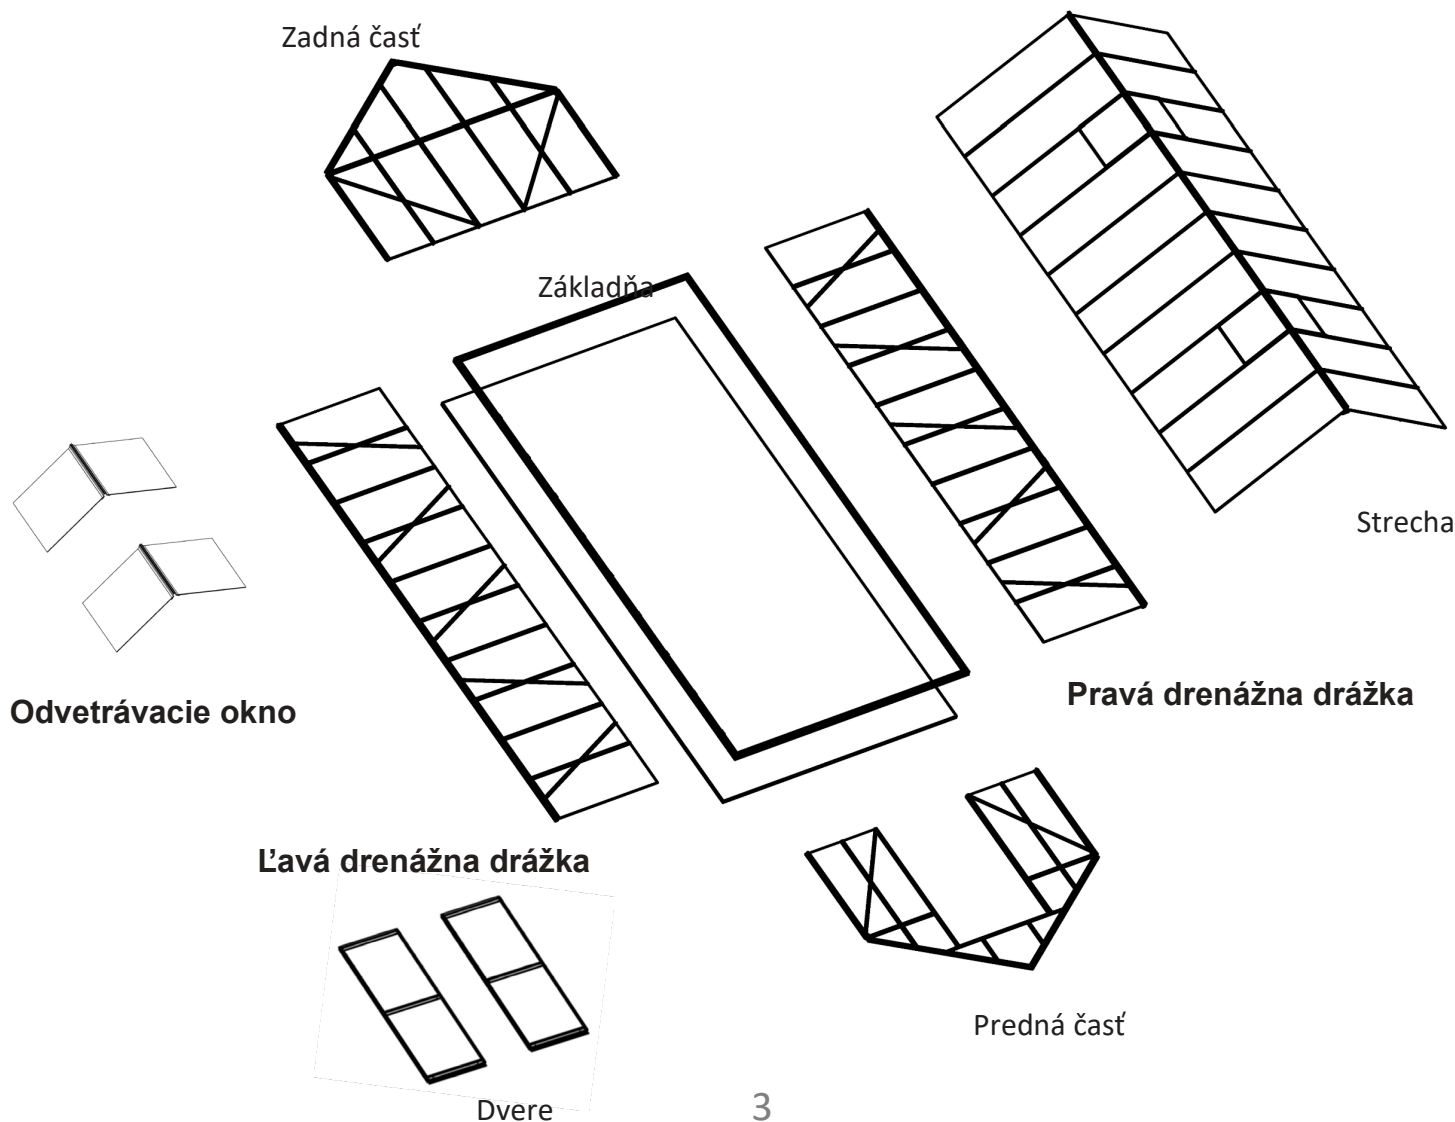 Zadná časť
Základňa
Strecha
Pravá drenážna drážka
Odvetrávacie okno
Ľavá drenážna drážka
Predná časť
Dvere
3